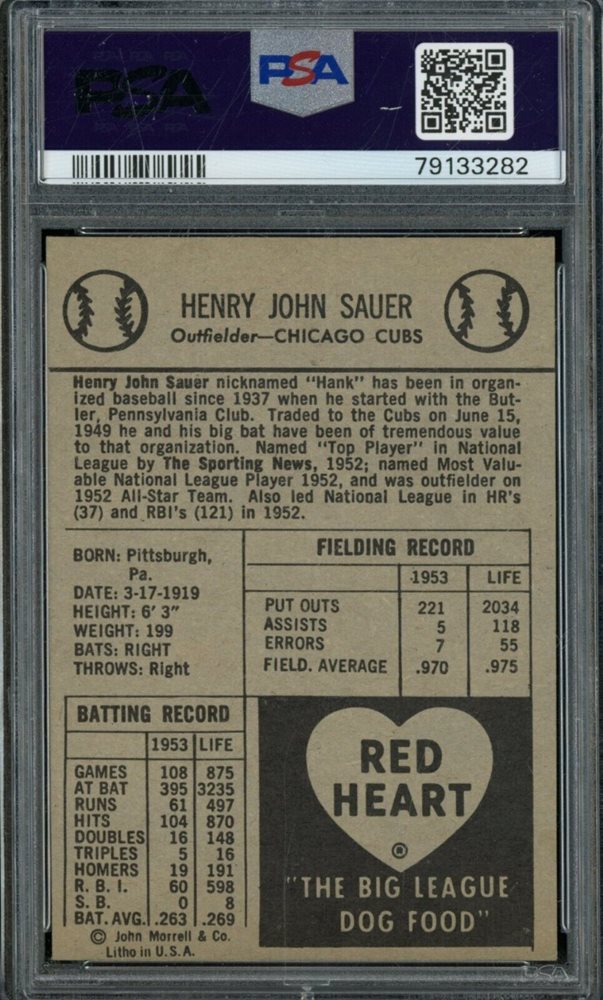 PSA
PSA
79133282
HENRY JOHN SAUER
Outfielder—CHICAGO CUBS
Henry John Sauer nicknamed "Hank" has been in organ-
ized baseball since 1937 when he started with the But-
ler, Pennsylvania Club. Traded to the Cubs on June 15,
1949 he and his big bat have been of tremendous value
to that organization. Named "Top Player" in National
League by The Sporting News, 1952; named Most Valu-
able National League Player 1952, and was outfielder on
1952 All-Star Team. Also led National League in HR's
(37) and RBI's (121) in 1952.
BORN: Pittsburgh,
Pa.
DATE: 3-17-1919
HEIGHT: 6' 3"
WEIGHT: 199
BATS: RIGHT
THROWS: Right
FIELDING RECORD
1953 LIFE
PUT OUTS 221 2034
ASSISTS 5 118
ERRORS 7 55
FIELD. AVERAGE .970 .975
BATTING RECORD
1953 LIFE
GAMES 108 875
AT BAT 395 3235
RUNS 61 497
HITS 104 870
DOUBLES 16 148
TRIPLES 5 16
HOMERS 19 191
R. B. I. 60 598
S. B. 0 8
BAT. AVG. .263 .269
© John Morrell & Co.
Litho in U.S.A.
RED
HEART
®
"THE BIG LEAGUE
DOG FOOD"
PSA